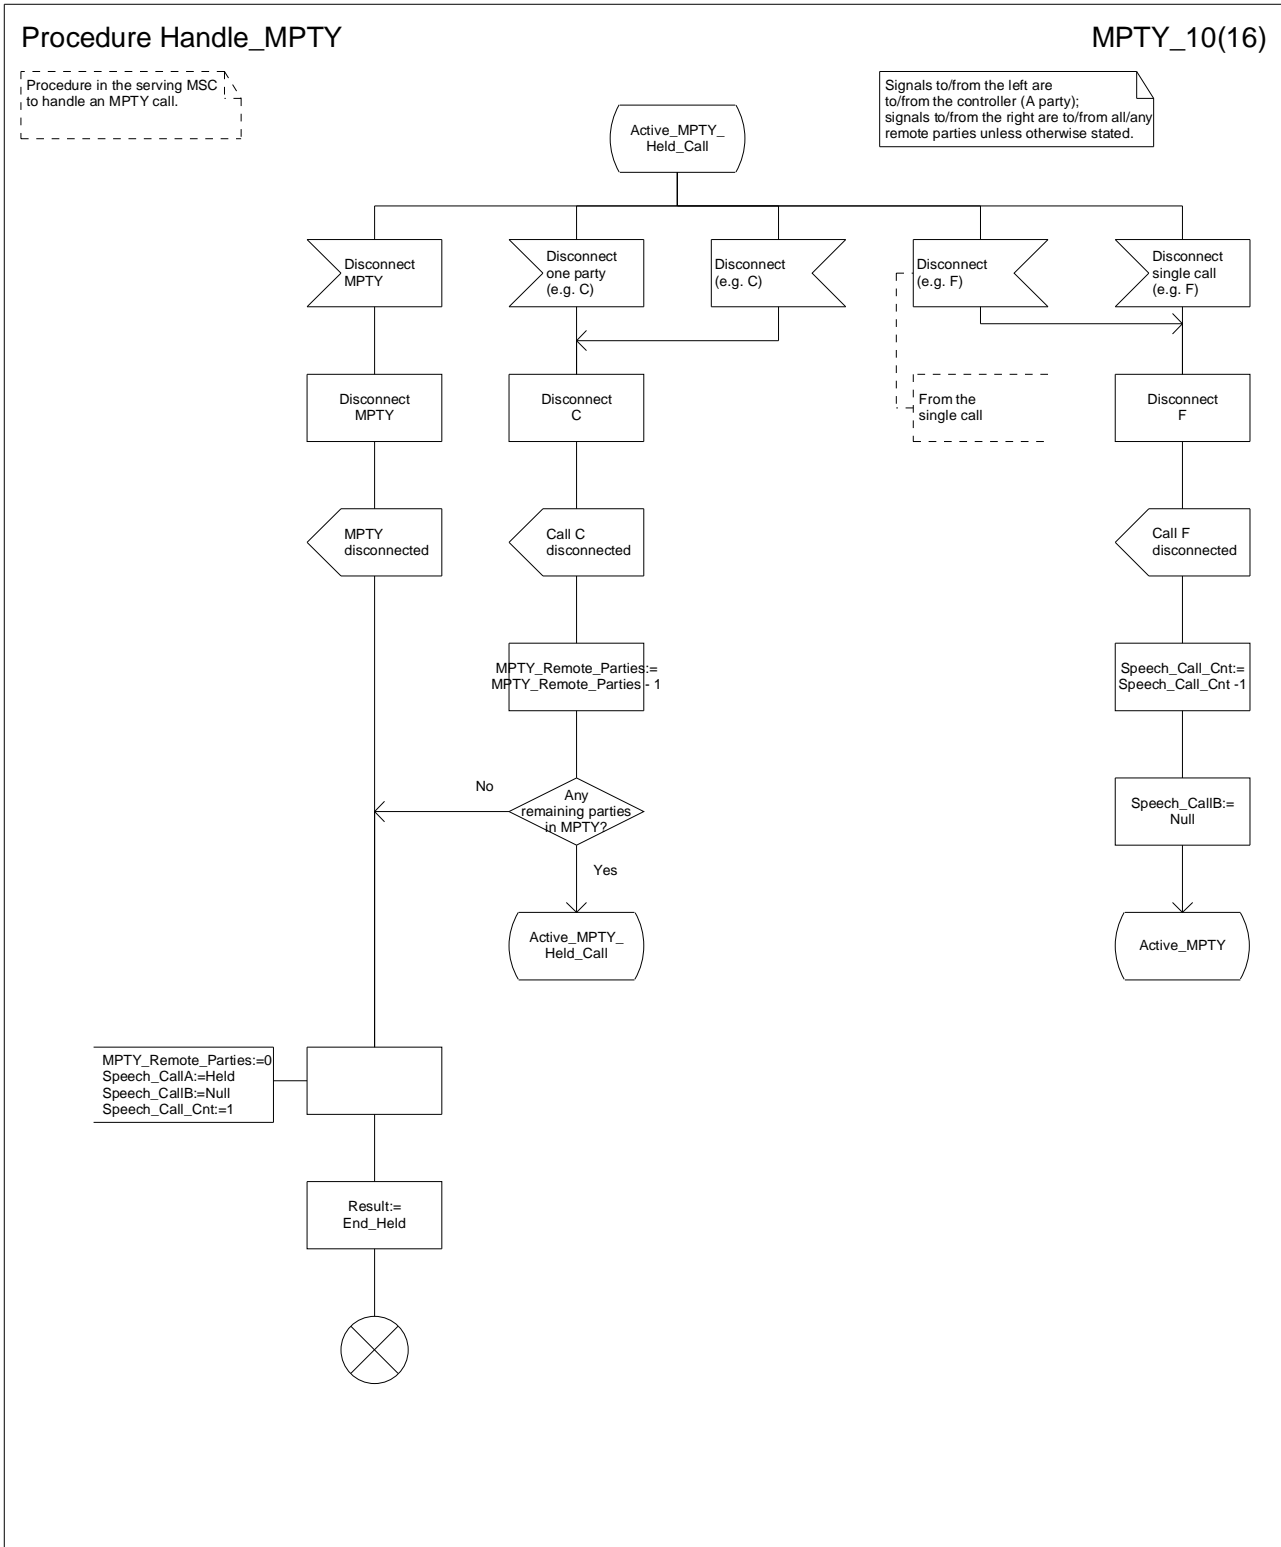 Procedure Handle_MPTY
MPTY_10(16)
Procedure in the serving MSC
to handle an MPTY call.
Signals to/from the left are
to/from the controller (A party);
signals to/from the right are to/from all/any
remote parties unless otherwise stated.
Active_MPTY_
Held_Call
Disconnect
MPTY
Disconnect
one party
(e.g. C)
Disconnect
(e.g. C)
Disconnect
(e.g. F)
Disconnect
single call
(e.g. F)
Disconnect
MPTY
Disconnect
C
From the
single call
Disconnect
F
MPTY
disconnected
Call C
disconnected
Call F
disconnected
MPTY_Remote_Parties:=
MPTY_Remote_Parties - 1
Speech_Call_Cnt:=
Speech_Call_Cnt -1
No
Any
remaining parties
in MPTY?
Speech_CallB:=
Null
Yes
Active_MPTY_
Held_Call
Active_MPTY
MPTY_Remote_Parties:=0
Speech_CallA:=Held
Speech_CallB:=Null
Speech_Call_Cnt:=1
Result:=
End_Held